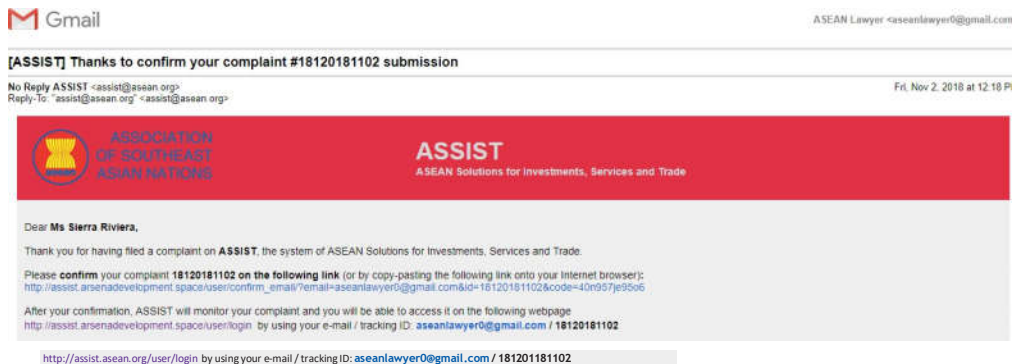 Gmail
ASEAN Lawyer <aseanlawyer0@gmail.com
[ASSIST] Thanks to confirm your complaint #18120181102 submission
No Reply ASSIST <assist@asean.org>
Fri, Nov 2, 2018 at 12:18 P
Reply-To: "assist@asean.org" <assist@asean.org>
ASSOCIATION
OF SOUTHEAST
ASIAN NATIONS
ASSIST
ASEAN Solutions for Investments, Services and Trade
Dear Ms Sierra Riviera,
Thank you for having filed a complaint on ASSIST, the system of ASEAN Solutions for Investments, Services and Trade.
Please confirm your complaint 18120181102 on the following link (or by copy-pasting the following link onto your Internet browser):
http://assist.arsenadevelopment.space/user/confirm_email/?email=aseanlawyer0@gmail.com&id=18120181102&code=40n957je95o6
After your confirmation, ASSIST will monitor your complaint and you will be able to access it on the following webpage
http://assist.arsenadevelopment.space/user/login by using your e-mail / tracking ID: aseanlawyer0@gmail.com / 18120181102
http://assist.asean.org/user/login by using your e-mail / tracking ID: aseanlawyer0@gmail.com / 181201181102